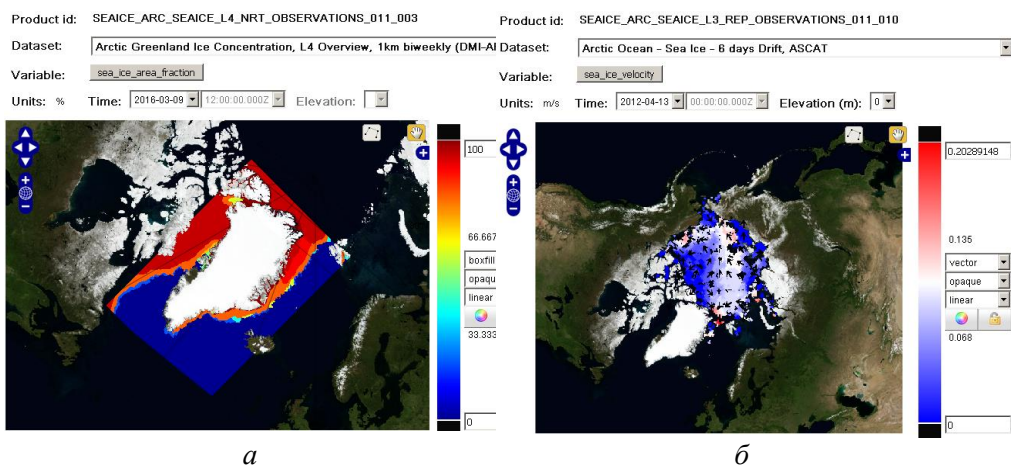 Product id: SEAICE_ARC_SEAICE_L4_NRT_OBSERVATIONS_011_003
Dataset: Arctic Greenland Ice Concentration, L4 Overview, 1km biweekly (DMI-AI
Variable: sea_ice_area_fraction
Units: % Time: 2016-03-09 12:00:00.000Z Elevation:
100
66.667
boxfill
opaqu
linear
33.333
0
а
Product id: SEAICE_ARC_SEAICE_L3_REP_OBSERVATIONS_011_010
Dataset: Arctic Ocean - Sea Ice - 6 days Drift, ASCAT
Variable: sea_ice_velocity
Units: m/s Time: 2012-04-13 00:00:00.000Z Elevation (m): 0
0.20289148
0.135
vector
opaque
linear
0.068
0
б